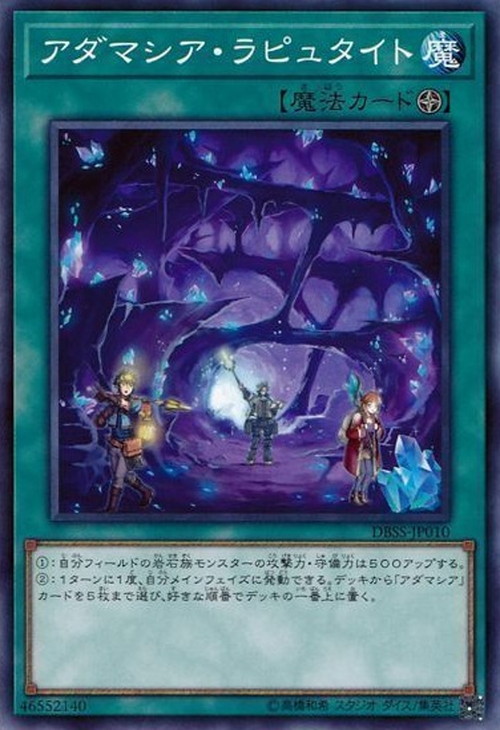 アダマシア・ラピュタイト 魔
【魔法カード】
DBSS-JP010
①：自分フィールドの岩石族モンスターの攻撃力・守備力は５００アップする。
②：１ターンに１度、自分メインフェイズに発動できる。デッキから「アダマシア」
カードを５枚まで選び、好きな順番でデッキの一番上に置く。
46552140 ©高橋和希 スタジオ・ダイス/集英社